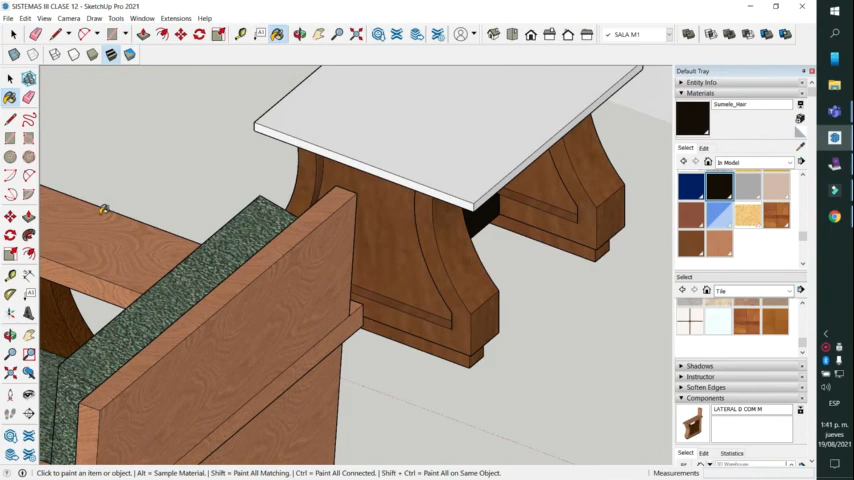 SISTEMAS III CLASE 12 - SketchUp Pro 2021
File Edit View Camera Draw Tools Window Extensions Help
SALA M1
Default Tray
Entity Info
Materials
Sumele_Hair
Select Edit
In Model
Select
Tile
Shadows
Instructor
Soften Edges
Components
LATERAL D COM M
Select Edit Statistics
3D Warehouse
Click to paint an item or object. | Alt = Sample Material. | Shift = Paint All Matching. | Ctrl = Paint All Connected. | Shift + Ctrl = Paint All on Same Object.
Measurements
ESP
1:41 p. m.
jueves
19/08/2021